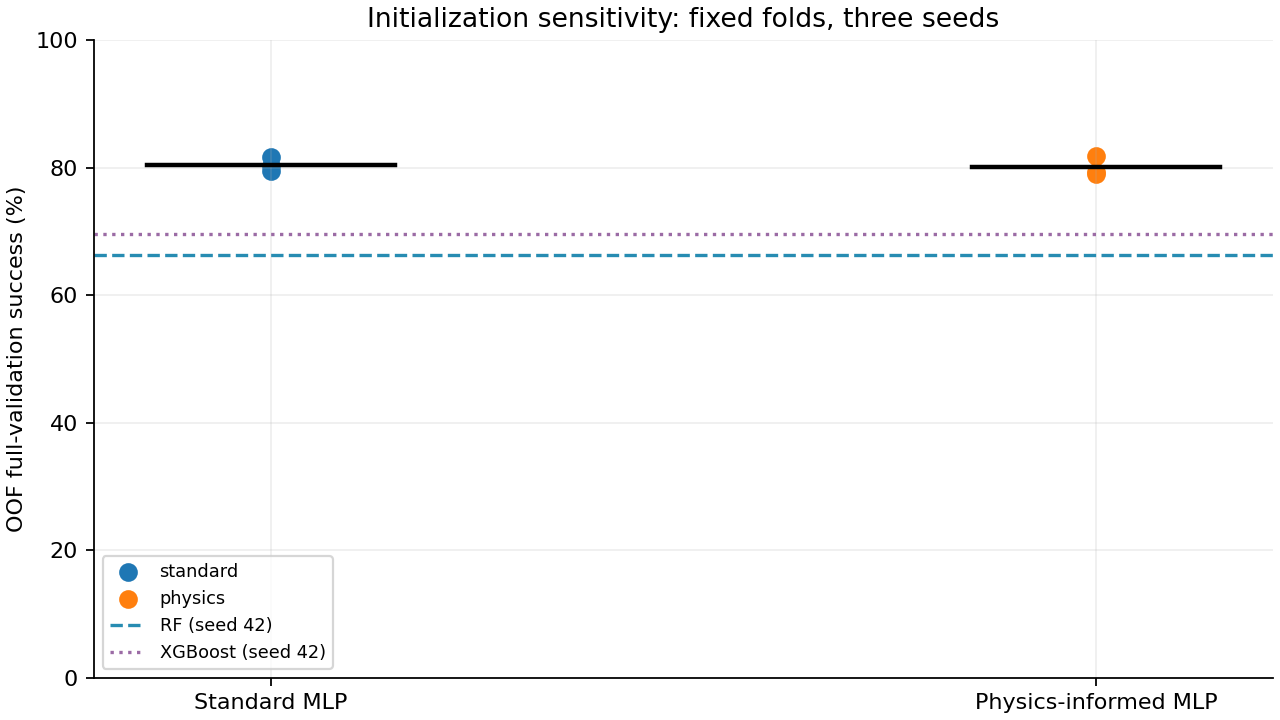 Initialization sensitivity: fixed folds, three seeds
OOF full-validation success (%)
100
80
60
40
20
0
standard
physics
RF (seed 42)
XGBoost (seed 42)
Standard MLP
Physics-informed MLP